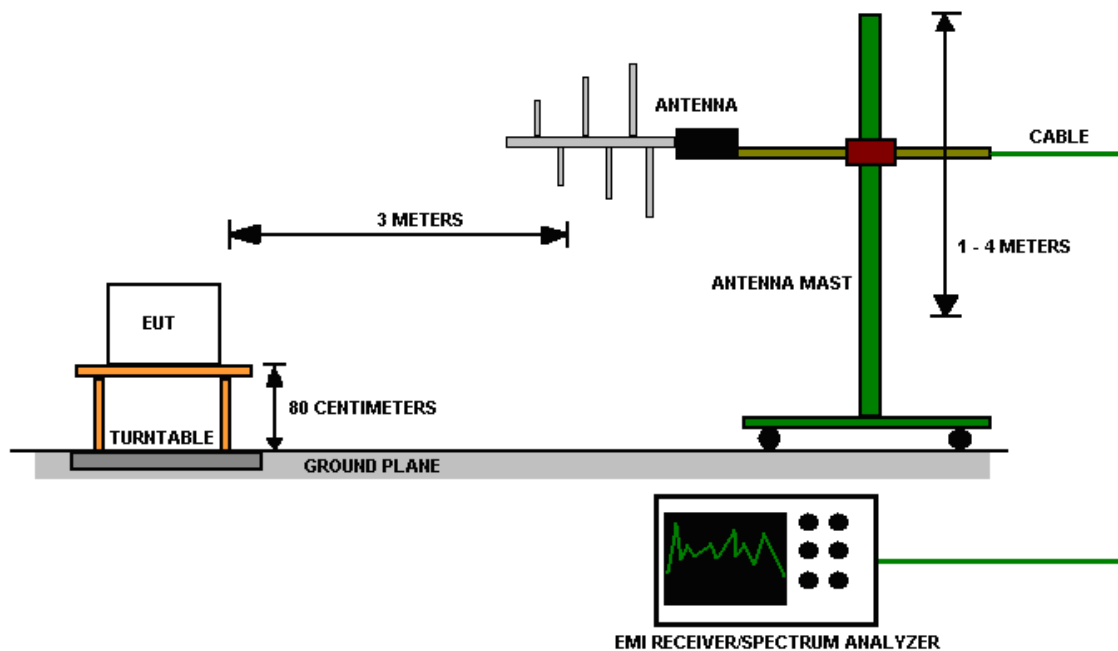 ANTENNA
CABLE
3 METERS
1 - 4 METERS
ANTENNA MAST
EUT
80 CENTIMETERS
TURNTABLE
GROUND PLANE
EMI RECEIVER/SPECTRUM ANALYZER